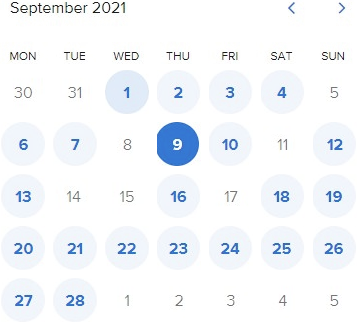 September 2021
MON TUE WED THU FRI SAT SUN
30 31 1 2 3 4 5
6 7 8 9 10 11 12
13 14 15 16 17 18 19
20 21 22 23 24 25 26
27 28 1 2 3 4 5